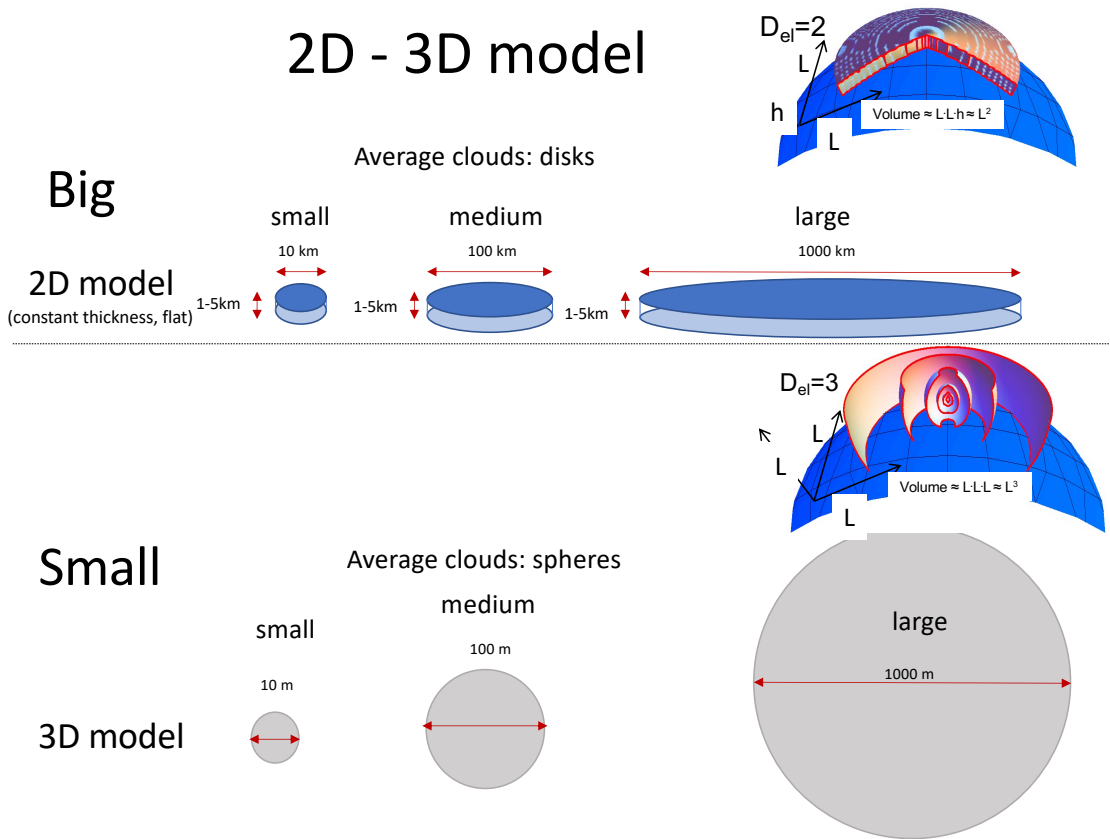 2D - 3D model
D_el=2
L
h
L
Volume ≈ L·L·h ≈ L²
Average clouds: disks
Big
small
medium
large
10 km
100 km
1000 km
2D model
(constant thickness, flat)
1-5km
1-5km
1-5km
D_el=3
L
L
L
Volume ≈ L·L·L ≈ L³
Small
Average clouds: spheres
small
medium
large
10 m
100 m
1000 m
3D model